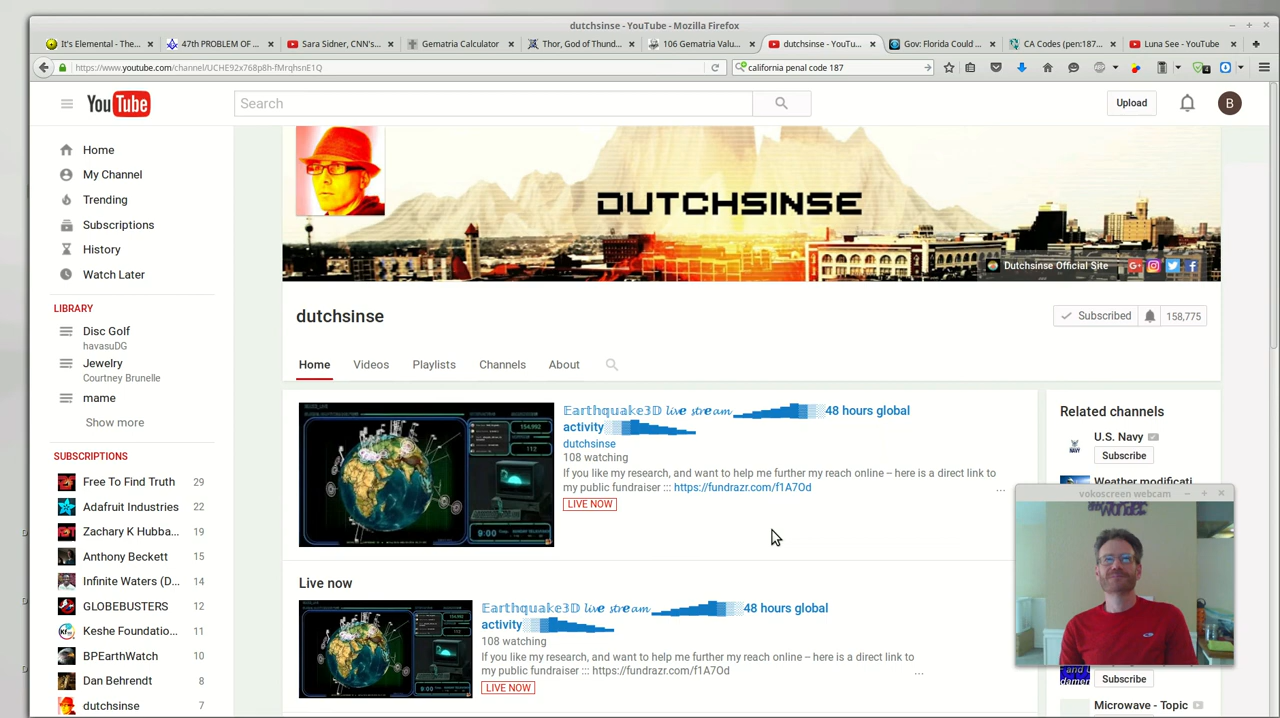 dutchsinse - YouTube - Mozilla Firefox
It's Elemental - The...
47th PROBLEM OF ...
Sara Sidner, CNN's...
Gematria Calculator
Thor, God of Thund...
106 Gematria Valu...
dutchsinse - YouTu...
Gov: Florida Could ...
CA Codes (pen:187...
Luna See - YouTube
https://www.youtube.com/channel/UCHE92x768p8h-fMrqhsnE1Q
california penal code 187
YouTube
Search
Upload
B
Home
My Channel
Trending
Subscriptions
History
Watch Later
LIBRARY
Disc Golf
havasuDG
Jewelry
Courtney Brunelle
mame
Show more
SUBSCRIPTIONS
Free To Find Truth 29
Adafruit Industries 22
Zachary K Hubba... 19
Anthony Beckett 15
Infinite Waters (D... 14
GLOBEBUSTERS 12
Keshe Foundatio... 11
BPEarthWatch 10
Dan Behrendt 8
dutchsinse 7
DUTCHSINSE
Dutchsinse Official Site
dutchsinse
Subscribed 158,775
Home Videos Playlists Channels About
𝔼arthquake3D live stream 48 hours global
activity
dutchsinse
108 watching
If you like my research, and want to help me further my reach online -- here is a direct link to
my public fundraiser ::: https://fundrazr.com/f1A7Od
...
LIVE NOW
Live now
𝔼arthquake3D live stream 48 hours global
activity
108 watching
If you like my research, and want to help me further my reach online -- here is a direct link to
my public fundraiser ::: https://fundrazr.com/f1A7Od
...
LIVE NOW
Related channels
U.S. Navy
Subscribe
Weather modificati...
vokoscreen webcam
Subscribe
Microwave - Topic